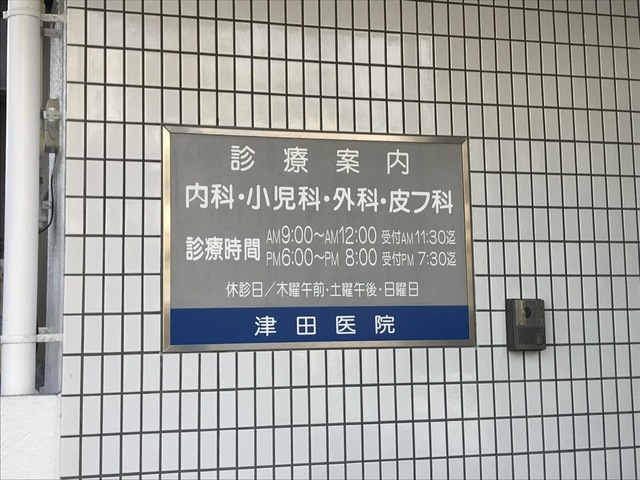 診療案内
内科・小児科・外科・皮フ科
診療時間 AM9:00〜AM12:00 受付AM11:30迄
PM6:00〜PM 8:00 受付PM 7:30迄
休診日／木曜午前・土曜午後・日曜日
津田医院